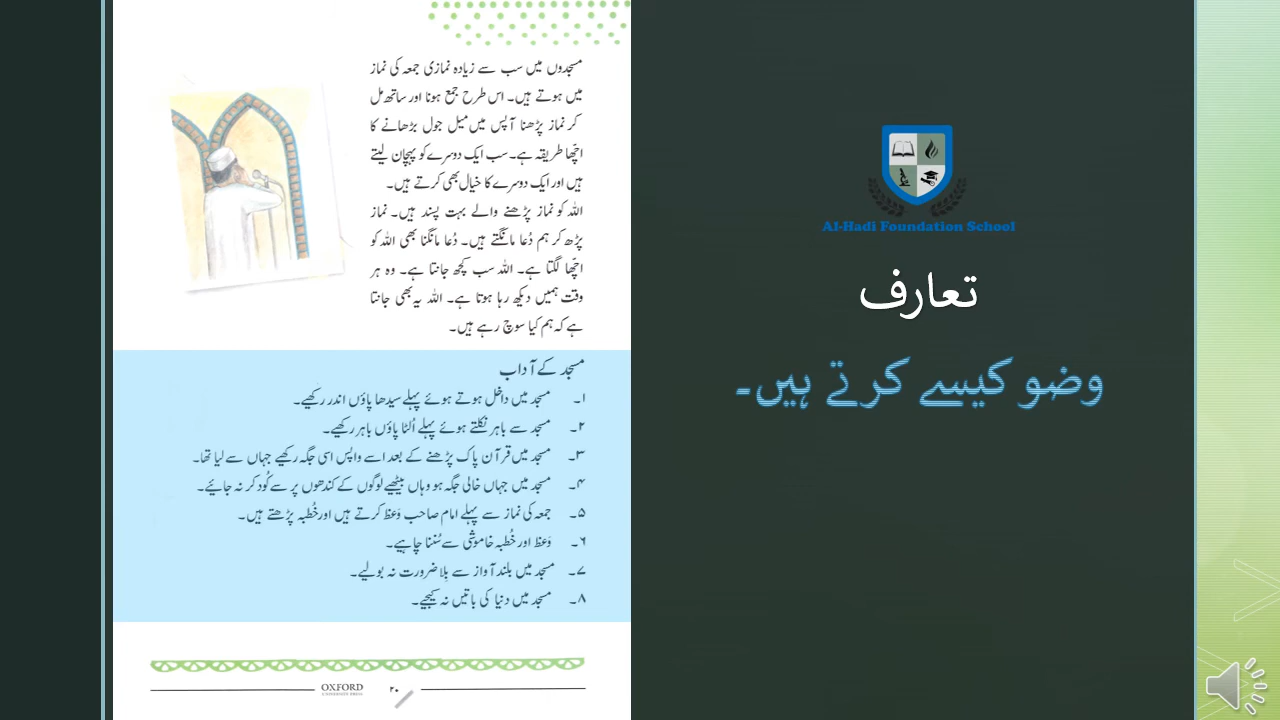 مسجدوں میں سب سے زیادہ نمازی جمعہ کی نماز
میں ہوتے ہیں۔ اس طرح جمع ہونا اور ساتھ مل
کر نماز پڑھنا آپس میں میل جول بڑھانے کا
اچّھا طریقہ ہے۔ سب ایک دوسرے کو پہچان لیتے
ہیں اور ایک دوسرے کا خیال بھی کرتے ہیں۔
اللہ کو نماز پڑھنے والے بہت پسند ہیں۔ نماز
پڑھ کر ہم دُعا مانگتے ہیں۔ دُعا مانگنا بھی اللہ کو
اچّھا لگتا ہے۔ اللہ سب کچھ جانتا ہے۔ وہ ہر
وقت ہمیں دیکھ رہا ہوتا ہے۔ اللہ یہ بھی جانتا
ہے کہ ہم کیا سوچ رہے ہیں۔
مسجد کے آداب
۱۔ مسجد میں داخل ہوتے ہوئے پہلے سیدھا پاؤں اندر رکھیے۔
۲۔ مسجد سے باہر نکلتے ہوئے پہلے اُلٹا پاؤں باہر رکھیے۔
۳۔ مسجد میں قرآن پاک پڑھنے کے بعد اسے واپس اسی جگہ رکھیے جہاں سے لیا تھا۔
۴۔ مسجد میں جہاں خالی جگہ ہو وہاں بیٹھیے لوگوں کے کندھوں پر سے کُود کر نہ جائیے۔
۵۔ جمعہ کی نماز سے پہلے امام صاحب وَعظ کرتے ہیں اور خُطبہ پڑھتے ہیں۔
۶۔ وَعظ اور خُطبہ خاموشی سے سُننا چاہیے۔
۷۔ مسجد میں بلند آواز سے بِلا ضرورت نہ بولیے۔
۸۔ مسجد میں دنیا کی باتیں نہ کیجیے۔
OXFORD
UNIVERSITY PRESS
۲۰
Al-Hadi Foundation School
تعارف
وضو کیسے کرتے ہیں۔